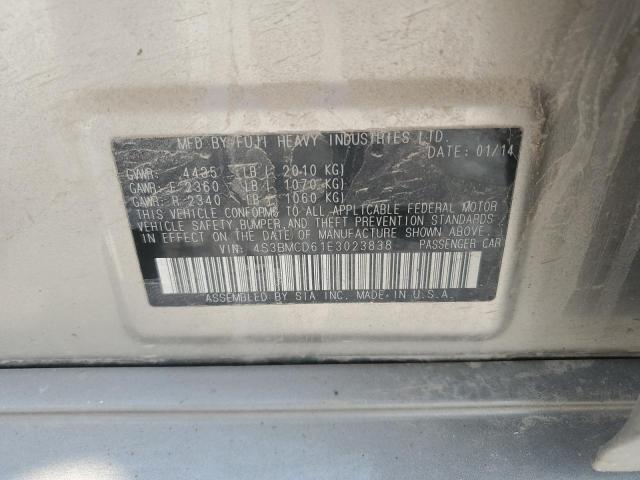 MFD BY FUJI HEAVY INDUSTRIES LTD.
DATE: 01/14
GVWR: 4435 LB ( 2010 KG)
GAWR: F 2360 LB ( 1070 KG)
GAWR: R 2340 LB ( 1060 KG)
THIS VEHICLE CONFORMS TO ALL APPLICABLE FEDERAL MOTOR
VEHICLE SAFETY, BUMPER, AND THEFT PREVENTION STANDARDS
IN EFFECT ON THE DATE OF MANUFACTURE SHOWN ABOVE.
VIN: 4S3BMCD61E3023838 PASSENGER CAR
ASSEMBLED BY SIA INC. MADE IN U.S.A.